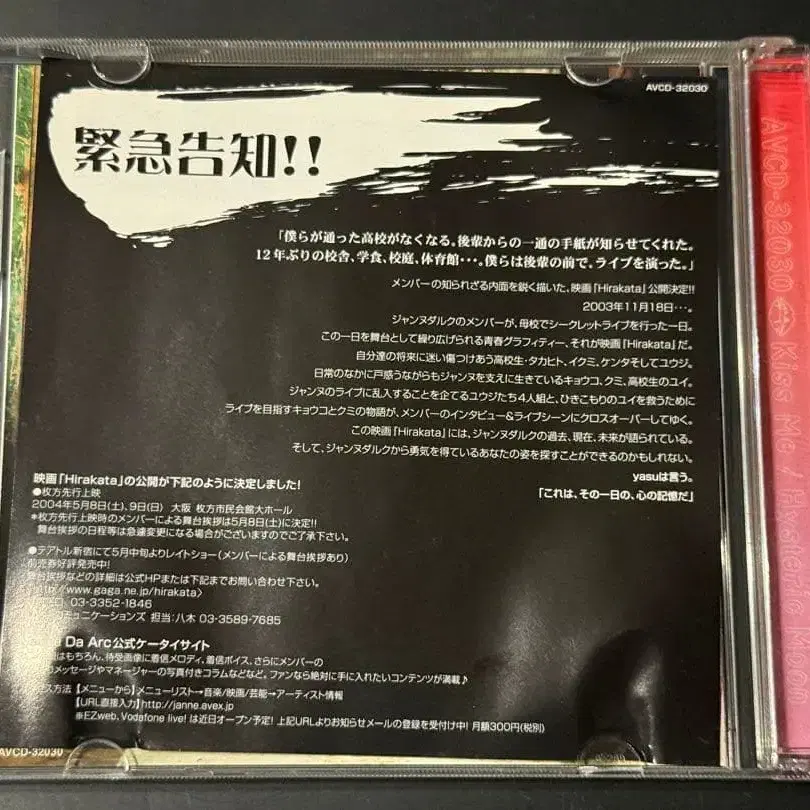 AVCD-32030
緊急告知!!
「僕らが通った高校がなくなる。後輩からの一通の手紙が知らせてくれた。
12年ぶりの校舎、学食、校庭、体育館・・・。僕らは後輩の前で、ライブを演った。」
メンバーの知られざる内面を鋭く描いた、映画「Hirakata」公開決定!!
2003年11月18日・・・。
ジャンヌダルクのメンバーが、母校でシークレットライブを行った一日。
この一日を舞台として繰り広げられる青春グラフィティー、それが映画「Hirakata」だ。
自分達の将来に迷い傷つけあう高校生・タカヒト、イクミ、ケンタそしてユウジ。
日常のなかに戸惑うながらもジャンヌを支えに生きているキョウコ、クミ、高校生のユイ。
ジャンヌのライブに乱入することを企てるユウジたち4人組と、ひきこもりのユイを救うために
ライブを目指すキョウコとクミの物語が、メンバーのインタビュー&ライブシーンにクロスオーバーしてゆく。
この映画「Hirakata」には、ジャンヌダルクの過去、現在、未来が語られている。
そして、ジャンヌダルクから勇気を得ているあなたの姿を探すことができるのかもしれない。
yasuは言う。
「これは、その一日の、心の記憶だ」
映画「Hirakata」の公開が下記のように決定しました!
●枚方先行上映
2004年5月8日(土)、9日(日) 大阪 枚方市民会館大ホール
*枚方先行上映時のメンバーによる舞台挨拶は5月8日(土)に決定!!
舞台挨拶の日程等は急遽変更になる場合がございますのでご了承下さい。
●テアトル新宿にて5月中旬よりレイトショー(メンバーによる舞台挨拶あり)
前売券好評発売中!
舞台挨拶などの詳細は公式HPまたは下記までお問い合わせ下さい。
http://www.gaga.ne.jp/hirakata〉
03-3352-1846
ミュニケーションズ 担当:八木 03-3589-7685
Da Arc公式ケータイサイト
はもちろん、待受画像に着信メロディ、着信ボイス、さらにメンバーの
のメッセージやマネージャーの写真付きコラムなどなど、ファンなら絶対に手に入れたいコンテンツが満載♪
ス方法 【メニューから】メニューリスト→音楽/映画/芸能→アーティスト情報
【URL直接入力】http://janne.avex.jp
※EZweb、Vodafone live! は近日オープン予定! 上記URLよりお知らせメールの登録を受付け中! 月額300円(税別)
AVCD-32030
AVCD-32030 Kiss Me / Hysteric Moon